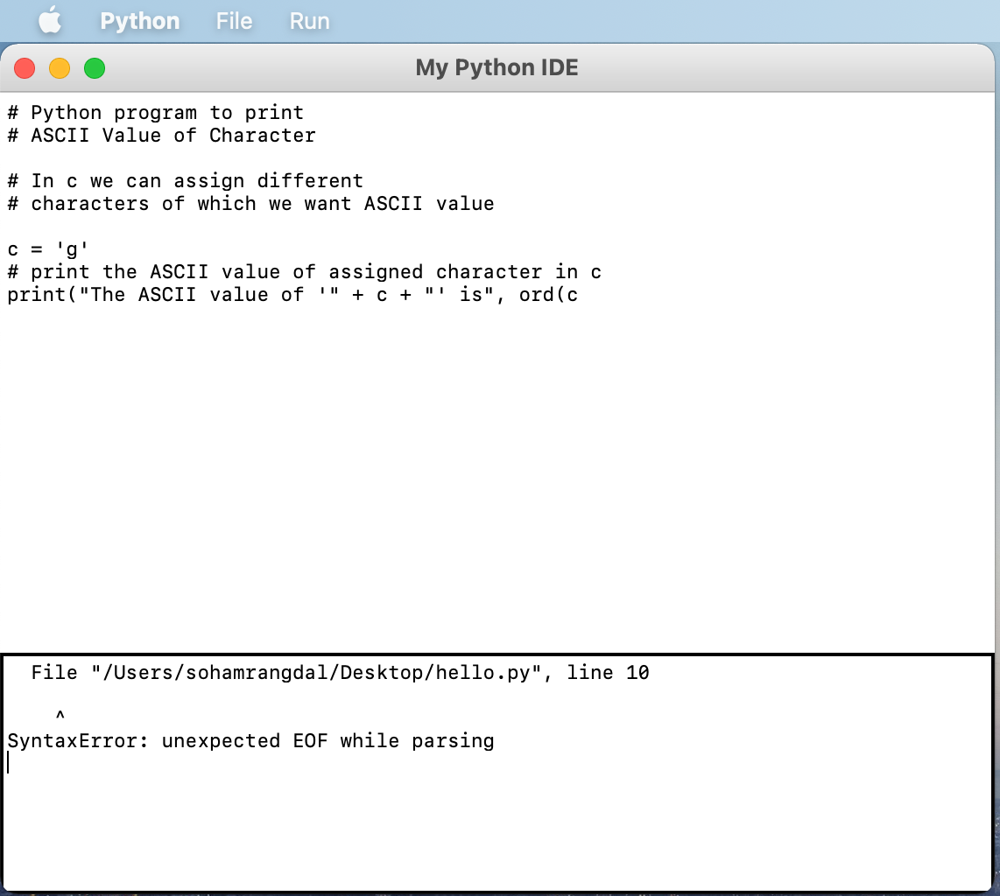 Python File Run
My Python IDE
# Python program to print
# ASCII Value of Character

# In c we can assign different
# characters of which we want ASCII value

c = 'g'
# print the ASCII value of assigned character in c
print("The ASCII value of '" + c + "' is", ord(c
  File "/Users/sohamrangdal/Desktop/hello.py", line 10

    ^
SyntaxError: unexpected EOF while parsing